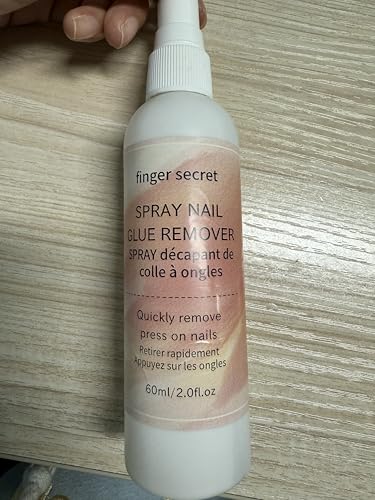 finger secret
SPRAY NAIL
GLUE REMOVER
SPRAY décapant de
colle à ongles
Quickly remove
press on nails
Retirer rapidement
Appuyez sur les ongles
60ml/2.0fl.oz